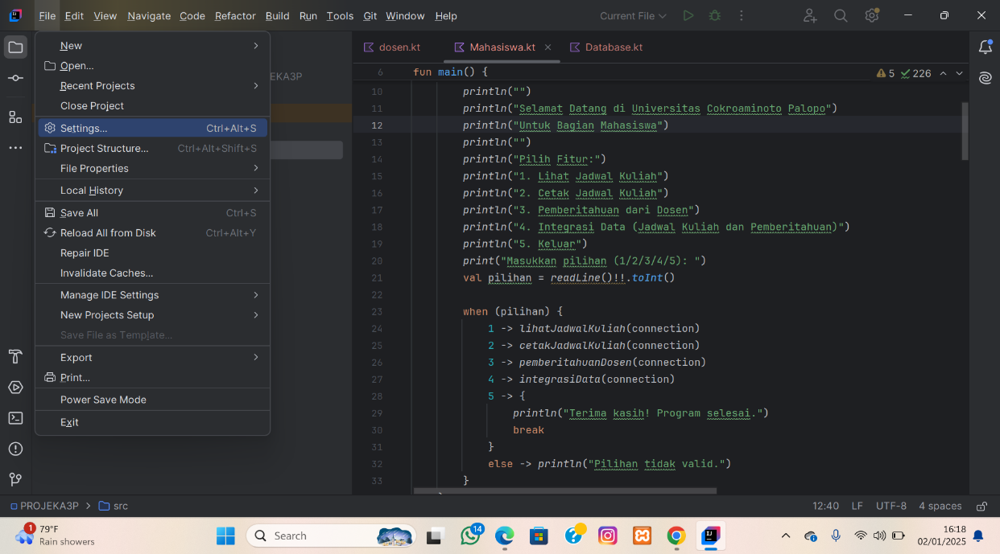 File Edit View Navigate Code Refactor Build Run Tools Git Window Help Current File
New
Open...
Recent Projects
Close Project
Settings... Ctrl+Alt+S
Project Structure... Ctrl+Alt+Shift+S
File Properties
Local History
Save All Ctrl+S
Reload All from Disk Ctrl+Alt+Y
Repair IDE
Invalidate Caches...
Manage IDE Settings
New Projects Setup
Save File as Template...
Export
Print...
Power Save Mode
Exit
EKA3P
dosen.kt Mahasiswa.kt Database.kt
6 fun main() { 5 226
10 println("")
11 println("Selamat Datang di Universitas Cokroaminoto Palopo")
12 println("Untuk Bagian Mahasiswa")
13 println("")
14 println("Pilih Fitur:")
15 println("1. Lihat Jadwal Kuliah")
16 println("2. Cetak Jadwal Kuliah")
17 println("3. Pemberitahuan dari Dosen")
18 println("4. Integrasi Data (Jadwal Kuliah dan Pemberitahuan)")
19 println("5. Keluar")
20 print("Masukkan pilihan (1/2/3/4/5): ")
21 val pilihan = readLine()!!.toInt()
22
23 when (pilihan) {
24 1 -> lihatJadwalKuliah(connection)
25 2 -> cetakJadwalKuliah(connection)
26 3 -> pemberitahuanDosen(connection)
27 4 -> integrasiData(connection)
28 5 -> {
29 println("Terima kasih! Program selesai.")
30 break
31 }
32 else -> println("Pilihan tidak valid.")
33 }
PROJEKA3P > src 12:40 LF UTF-8 4 spaces
1 79°F
Rain showers
Search
14
16:18
02/01/2025